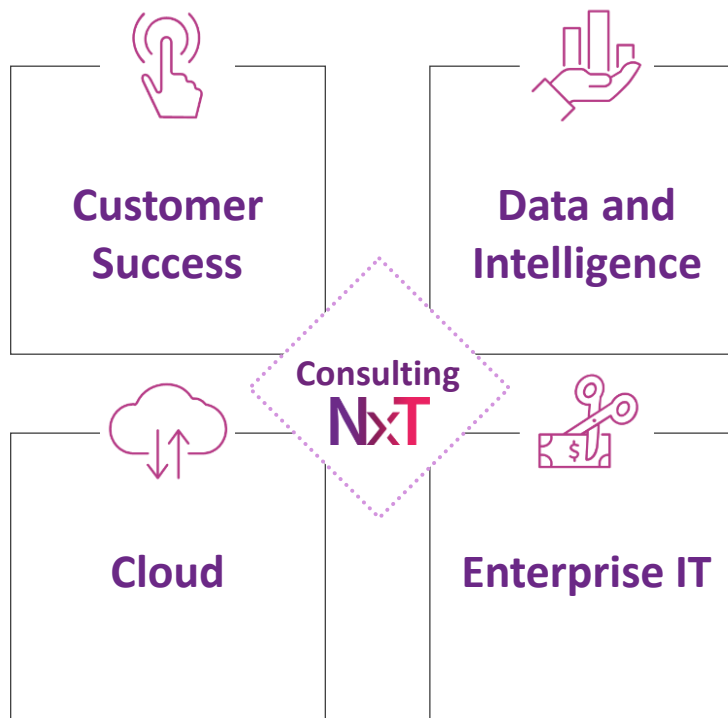 Customer
Success
Data and
Intelligence
Consulting
NxT
$
Cloud
Enterprise IT